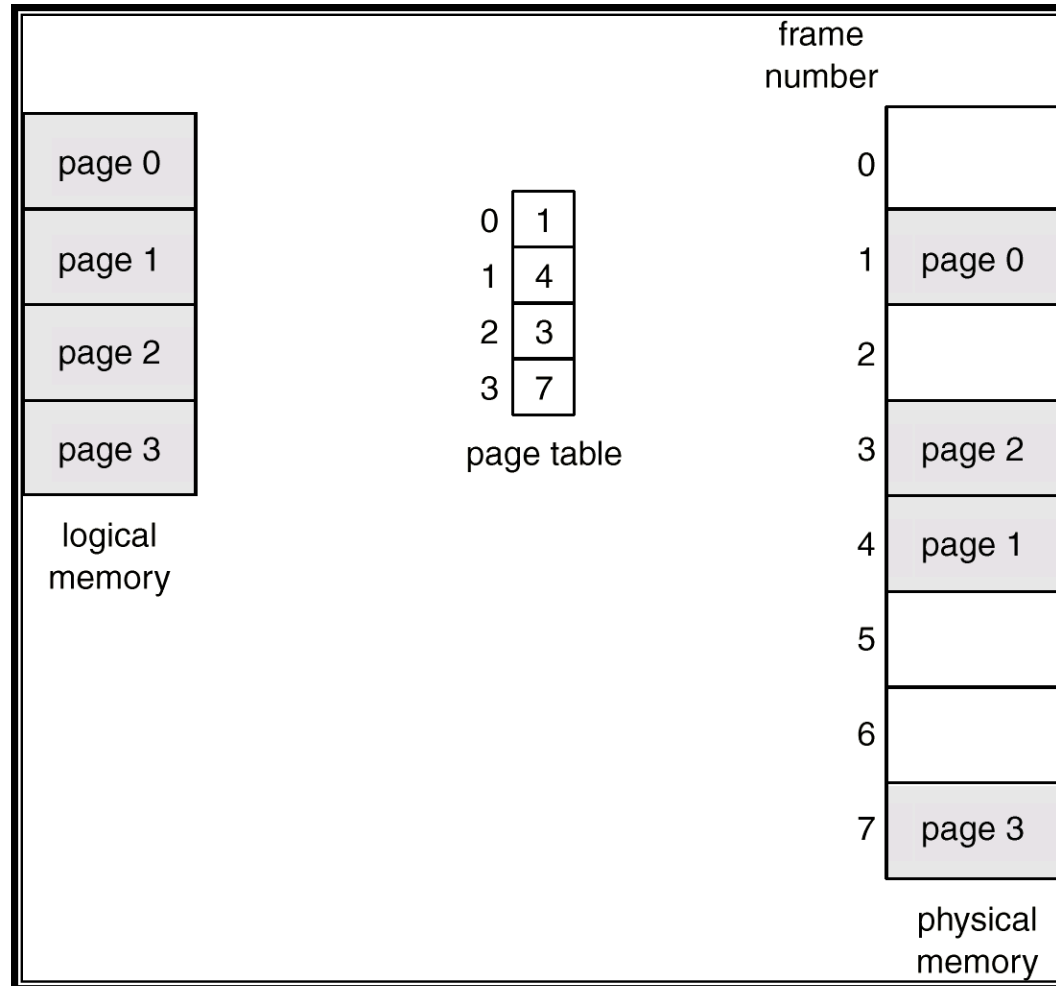 frame
number
page 0
page 1
page 2
page 3
logical
memory
0 1
1 4
2 3
3 7
page table
0
1 page 0
2
3 page 2
4 page 1
5
6
7 page 3
physical
memory